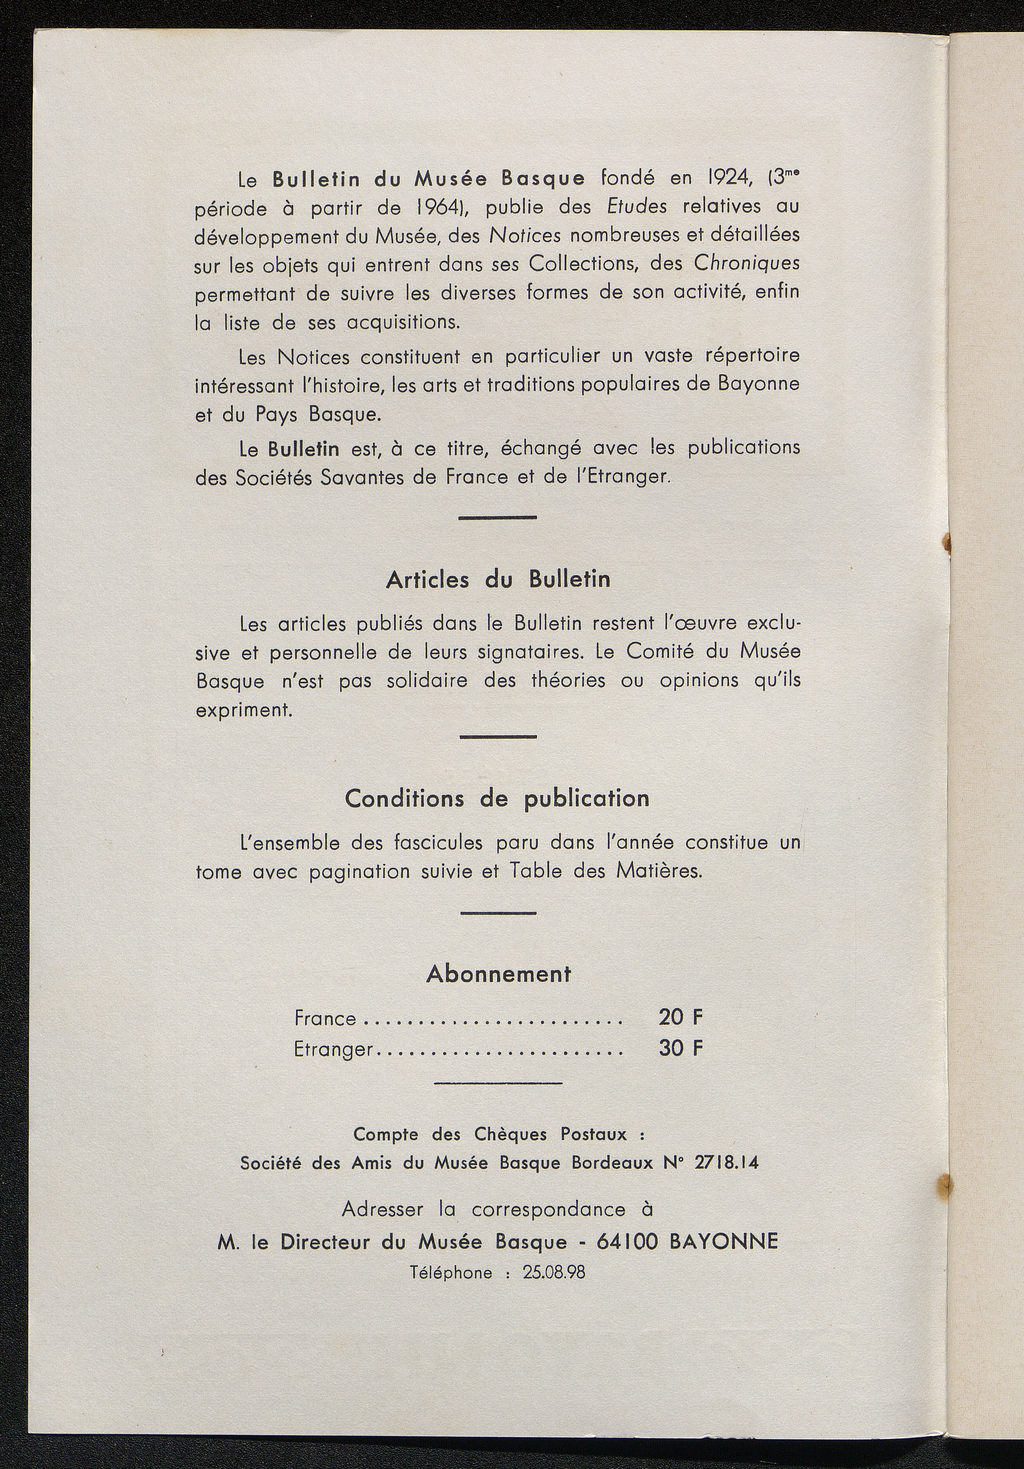 Le Bulletin du Musée Basque fondé en 1924, (3me
période à partir de 1964), publie des Etudes relatives au
développement du Musée, des Notices nombreuses et détaillées
sur les objets qui entrent dans ses Collections, des Chroniques
permettant de suivre les diverses formes de son activité, enfin
la liste de ses acquisitions.
Les Notices constituent en particulier un vaste répertoire
intéressant l'histoire, les arts et traditions populaires de Bayonne
et du Pays Basque.
Le Bulletin est, à ce titre, échangé avec les publications
des Sociétés Savantes de France et de l'Etranger.
Articles du Bulletin
Les articles publiés dans le Bulletin restent l'œuvre exclu-
sive et personnelle de leurs signataires. Le Comité du Musée
Basque n'est pas solidaire des théories ou opinions qu'ils
expriment.
Conditions de publication
L'ensemble des fascicules paru dans l'année constitue un
tome avec pagination suivie et Table des Matières.
Abonnement
France ........................ 20 F
Etranger....................... 30 F
Compte des Chèques Postaux :
Société des Amis du Musée Basque Bordeaux N° 2718.14
Adresser la correspondance à
M. le Directeur du Musée Basque - 64100 BAYONNE
Téléphone : 25.08.98